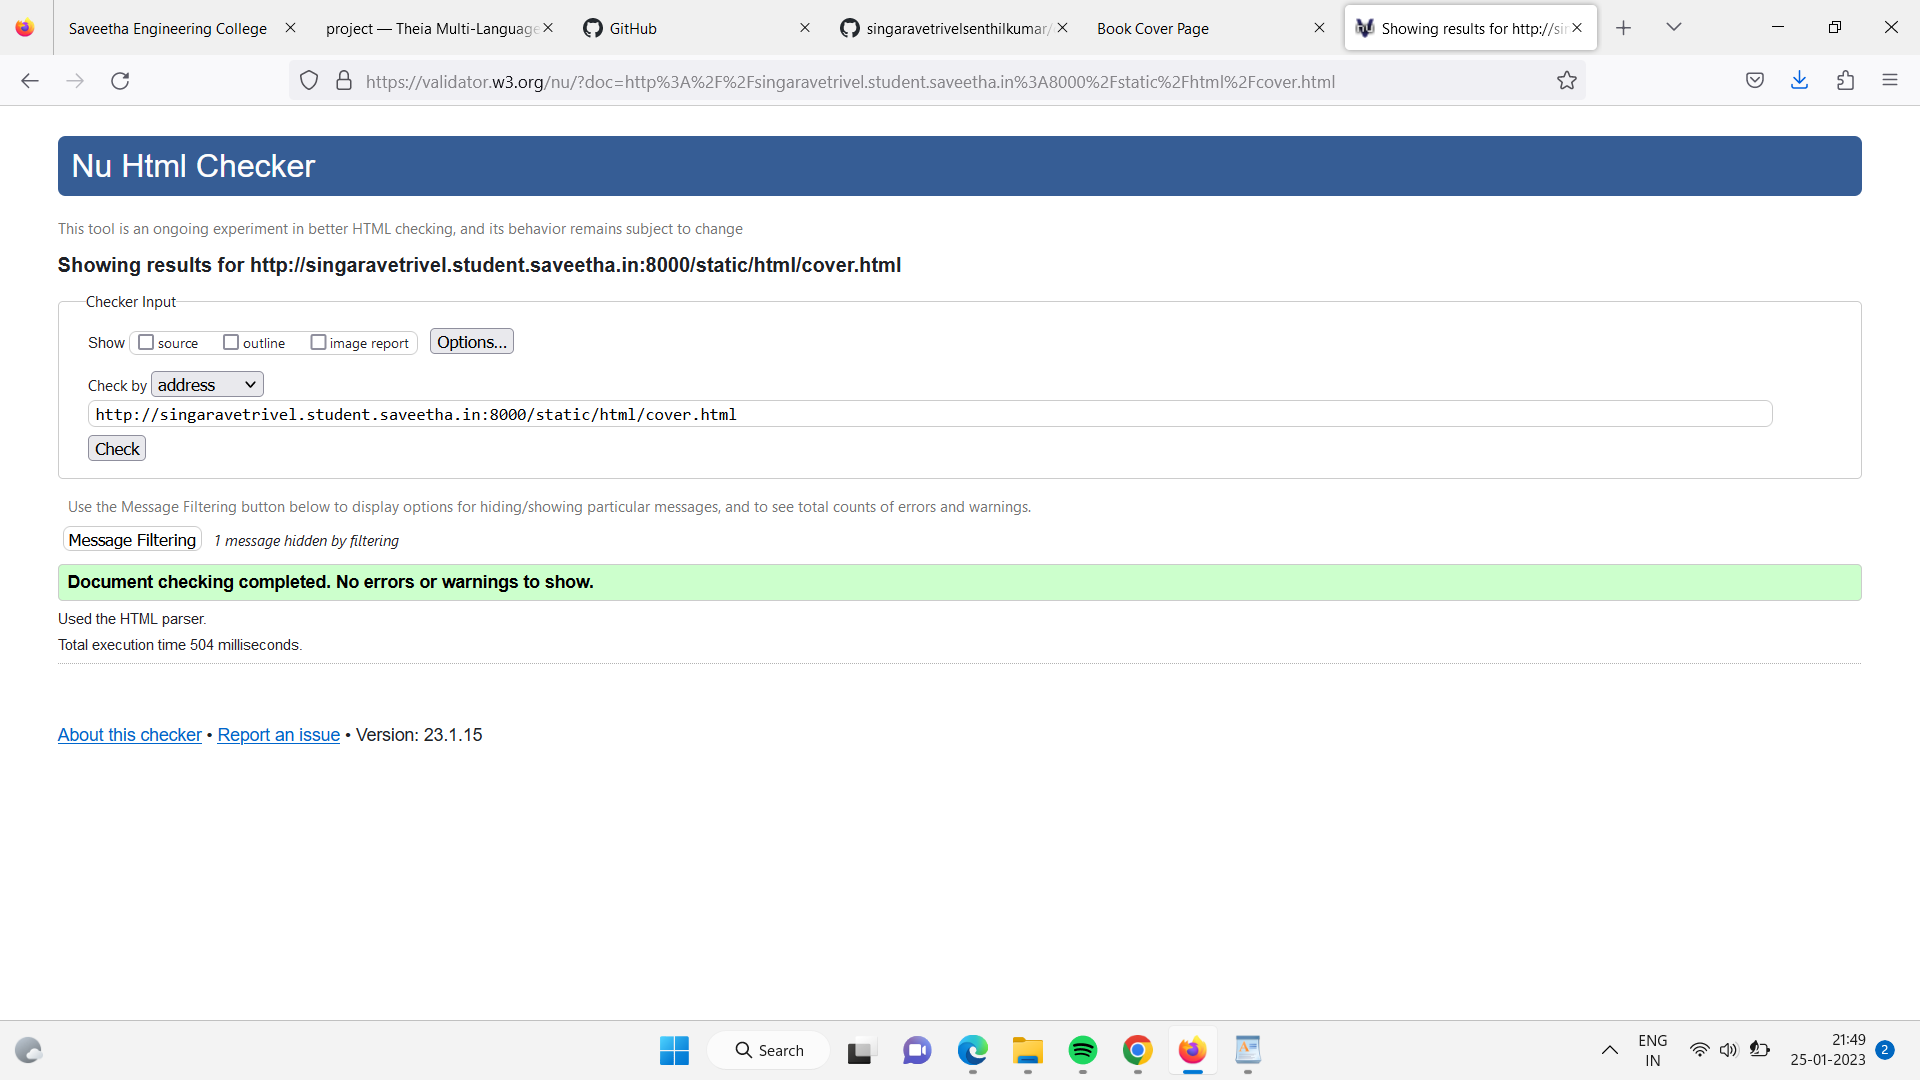 Saveetha Engineering College
project — Theia Multi-Language
GitHub
singaravetrivelsenthilkumar/
Book Cover Page
Showing results for http://si
https://validator.w3.org/nu/?doc=http%3A%2F%2Fsingaravetrivel.student.saveetha.in%3A8000%2Fstatic%2Fhtml%2Fcover.html
Nu Html Checker
This tool is an ongoing experiment in better HTML checking, and its behavior remains subject to change
Showing results for http://singaravetrivel.student.saveetha.in:8000/static/html/cover.html
Checker Input
Show source outline image report Options...
Check by address
http://singaravetrivel.student.saveetha.in:8000/static/html/cover.html
Check
Use the Message Filtering button below to display options for hiding/showing particular messages, and to see total counts of errors and warnings.
Message Filtering 1 message hidden by filtering
Document checking completed. No errors or warnings to show.
Used the HTML parser.
Total execution time 504 milliseconds.
About this checker • Report an issue • Version: 23.1.15
Search
ENG
IN
21:49
25-01-2023
2